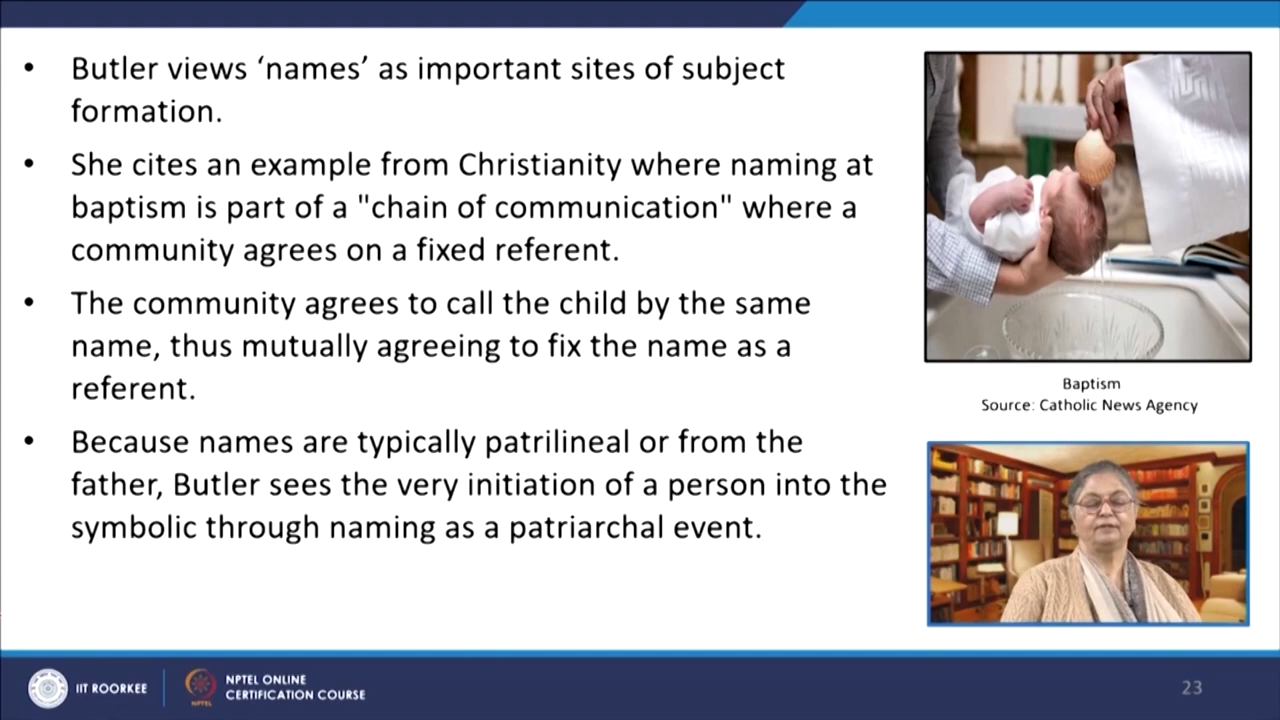 • Butler views ‘names’ as important sites of subject
formation.
• She cites an example from Christianity where naming at
baptism is part of a "chain of communication" where a
community agrees on a fixed referent.
• The community agrees to call the child by the same
name, thus mutually agreeing to fix the name as a
referent.
• Because names are typically patrilineal or from the
father, Butler sees the very initiation of a person into the
symbolic through naming as a patriarchal event.
Baptism
Source: Catholic News Agency
IIT ROORKEE
NPTEL
NPTEL ONLINE
CERTIFICATION COURSE
23